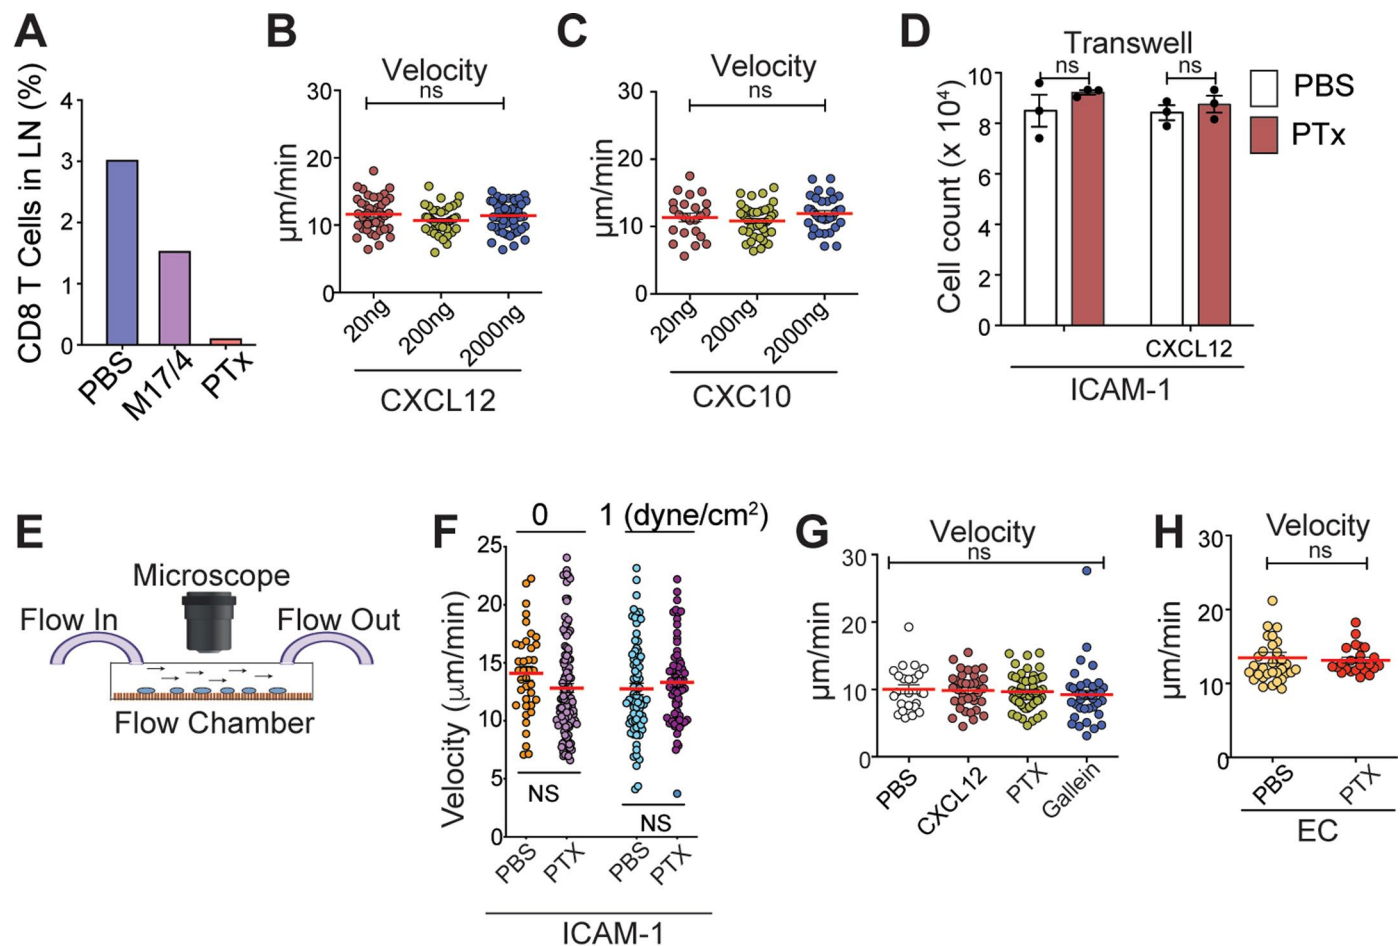 A
CD8 T Cells in LN (%)
4
3
2
1
0
PBS
M17/4
PTx
B
Velocity
ns
µm/min
30
20
10
0
20ng
200ng
2000ng
CXCL12
C
Velocity
ns
µm/min
30
20
10
0
20ng
200ng
2000ng
CXC10
D
Transwell
ns
ns
Cell count (x 10⁴)
10
8
6
4
2
0
CXCL12
ICAM-1
PBS
PTx
E
Microscope
Flow In
Flow Out
Flow Chamber
F
0
1 (dyne/cm²)
Velocity (µm/min)
25
20
15
10
5
0
NS
NS
PBS
PTX
PBS
PTX
ICAM-1
G
Velocity
ns
µm/min
30
20
10
0
PBS
CXCL12
PTX
Gallein
H
Velocity
ns
µm/min
30
20
10
0
PBS
PTX
EC